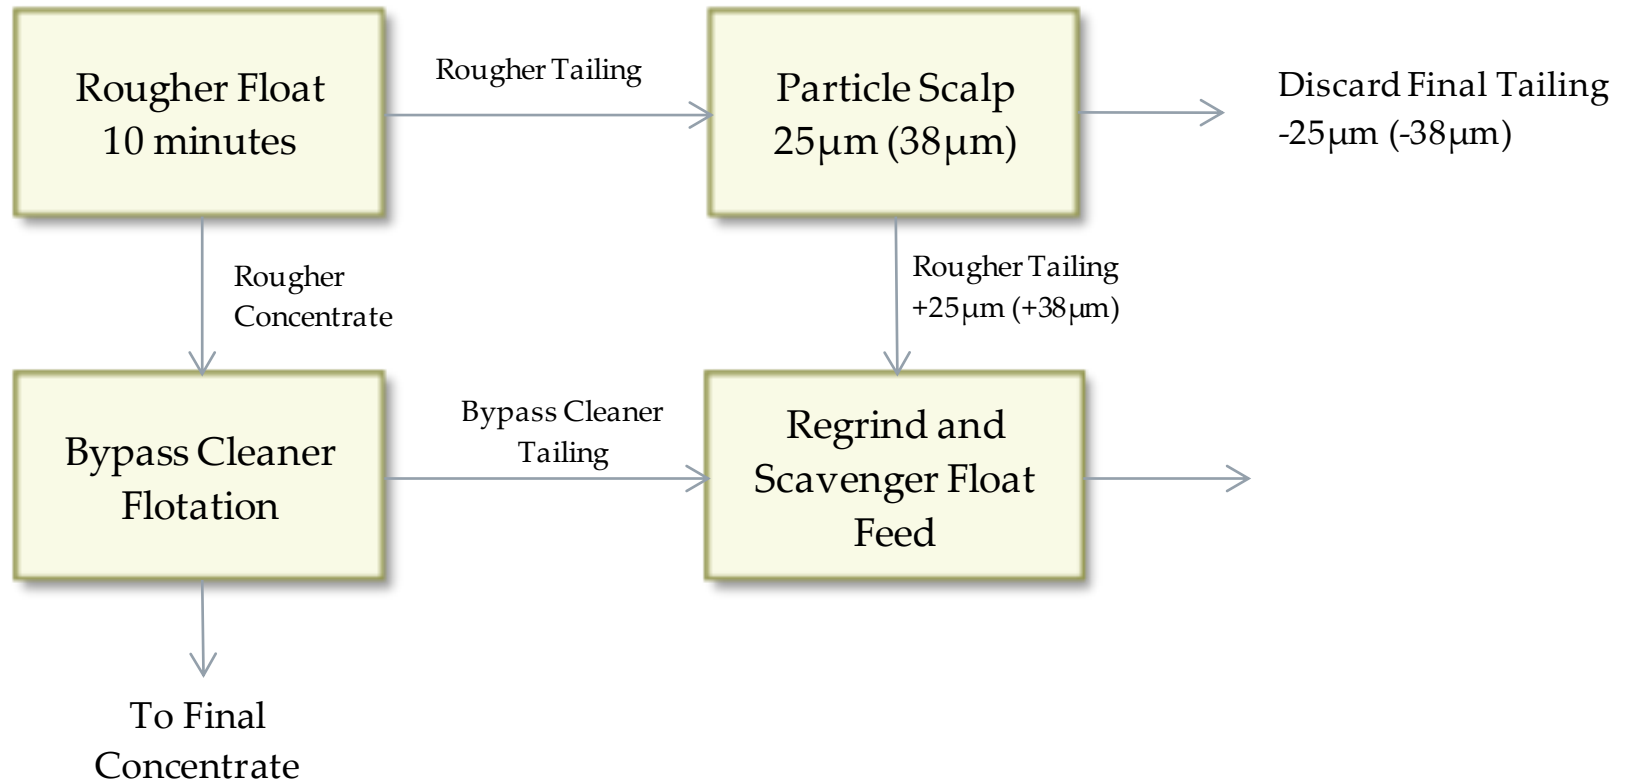 Rougher Float
10 minutes
Rougher Tailing
Particle Scalp
25µm (38µm)
Discard Final Tailing
-25µm (-38µm)
Rougher
Concentrate
Rougher Tailing
+25µm (+38µm)
Bypass Cleaner
Flotation
Bypass Cleaner
Tailing
Regrind and
Scavenger Float
Feed
To Final
Concentrate